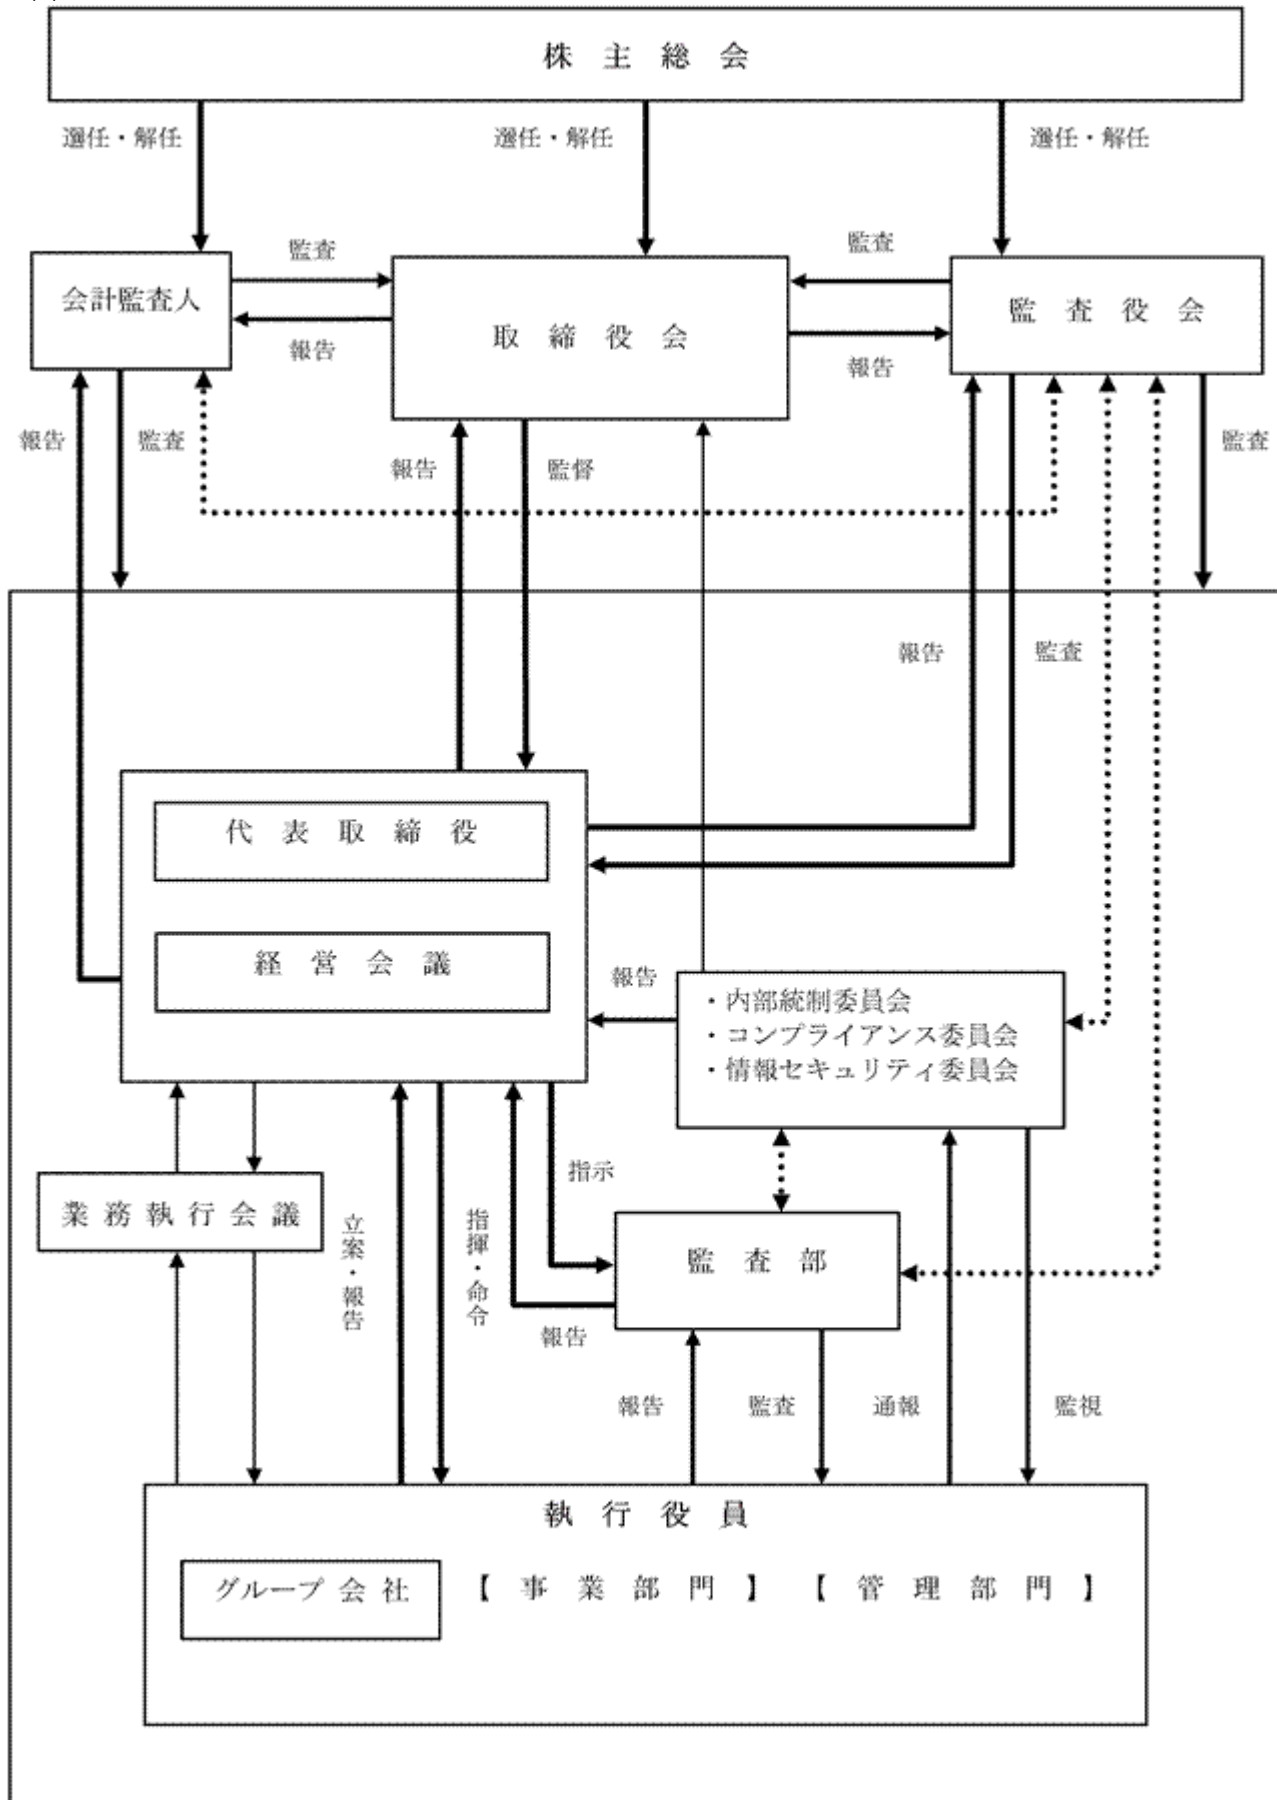 株主総会
選任・解任
選任・解任
選任・解任
監査
監査
会計監査人
取締役会
監査役会
報告
報告
報告
監査
報告
監督
監査
報告
監査
代表取締役
経営会議
報告
・内部統制委員会
・コンプライアンス委員会
・情報セキュリティ委員会
指示
業務執行会議
立案・報告
指揮・命令
監査部
報告
報告
監査
通報
監視
執行役員
グループ会社
【事業部門】
【管理部門】